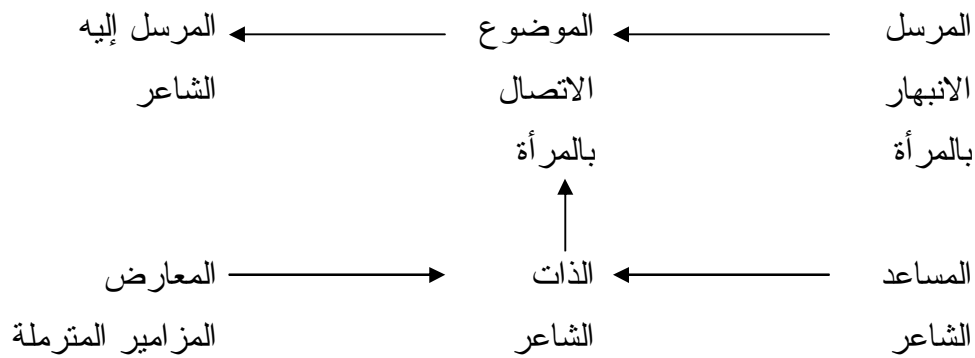 المرسل الموضوع المرسل إليه
الانبهار الاتصال الشاعر
بالمرأة بالمرأة
المساعد الذات المعارض
الشاعر الشاعر المزامير المترملة